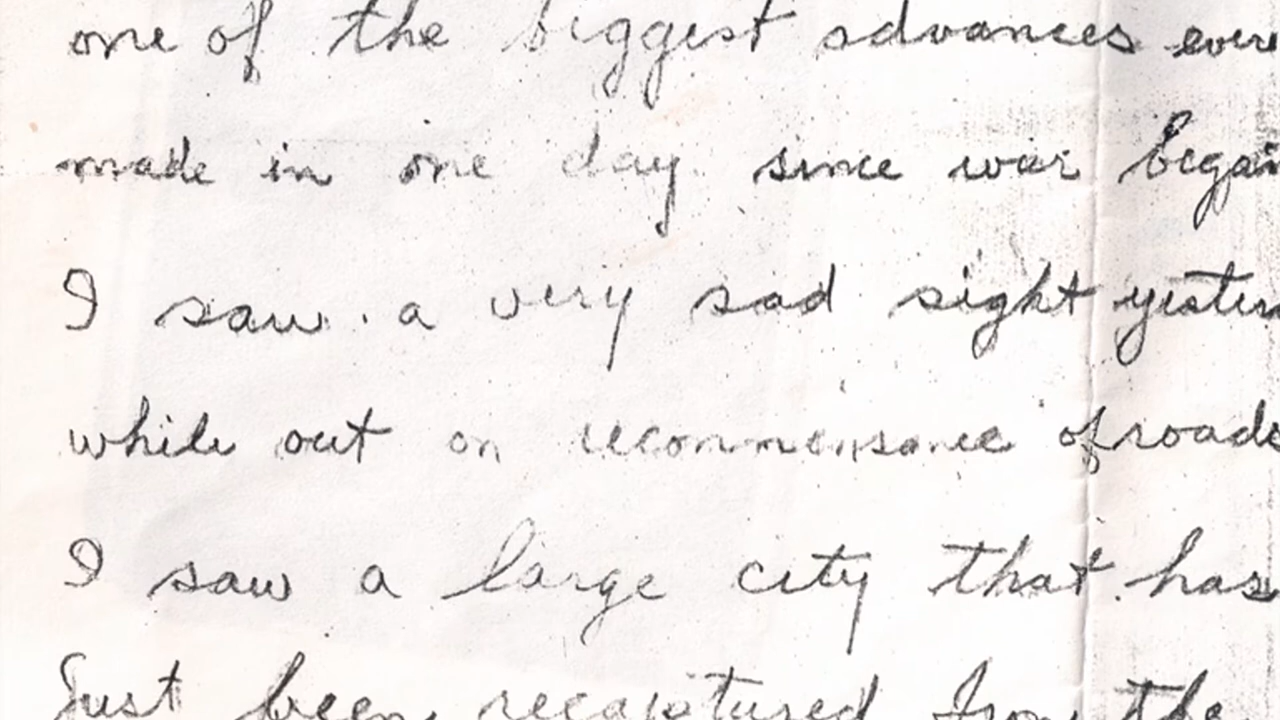 one of the biggest advances ever
made in one day since war began
I saw a very sad sight yester
while out on reconnensance of roads
I saw a large city that has
Just been recaptured from the